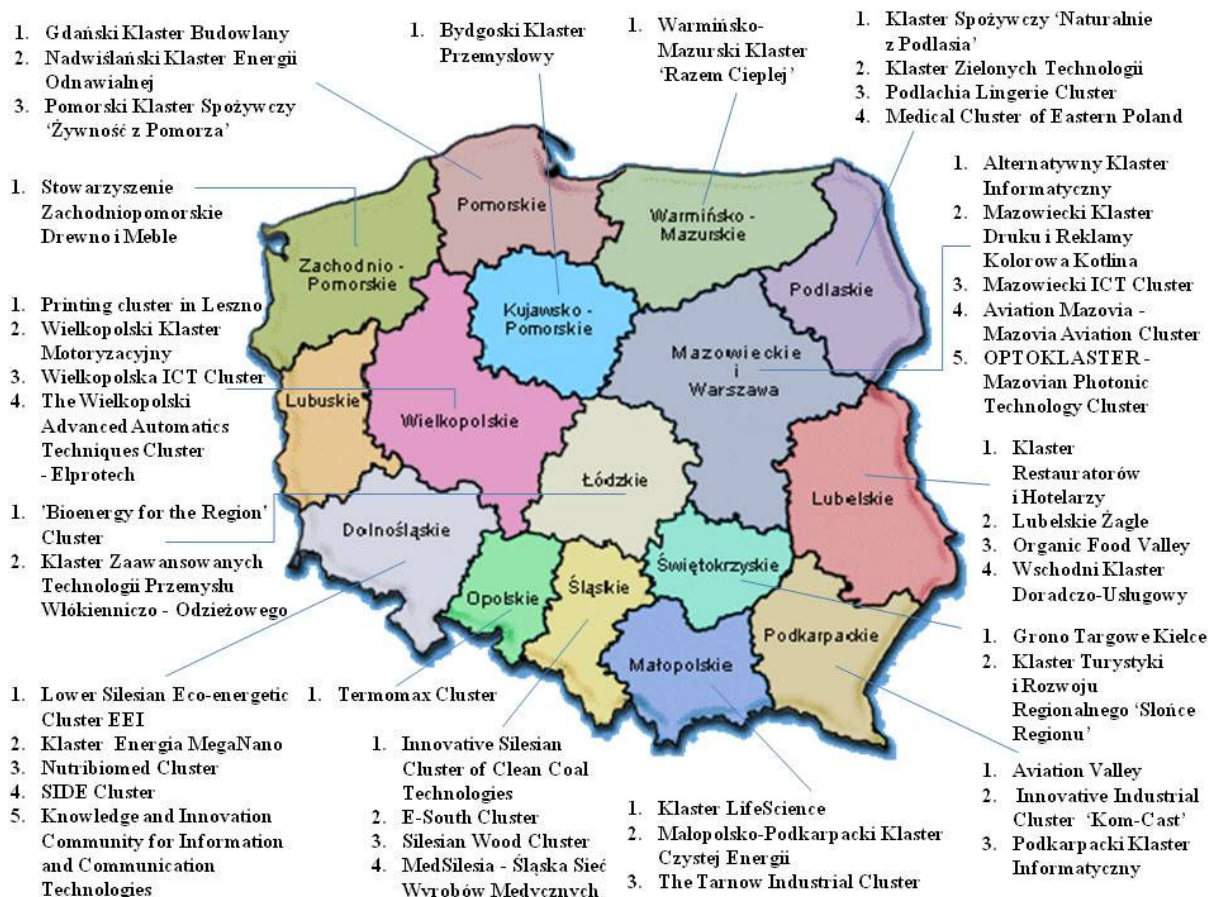 1. Gdański Klaster Budowlany
2. Nadwiślański Klaster Energii
Odnawialnej
3. Pomorski Klaster Spożywczy
‘Żywność z Pomorza’
1. Bydgoski Klaster
Przemysłowy
1. Warmińsko-
Mazurski Klaster
‘Razem Cieplej’
1. Klaster Spożywczy ‘Naturalnie
z Podlasia’
2. Klaster Zielonych Technologii
3. Podlachia Lingerie Cluster
4. Medical Cluster of Eastern Poland
1. Stowarzyszenie
Zachodniopomorskie
Drewno i Meble
1. Alternatywny Klaster
Informatyczny
2. Mazowiecki Klaster
Druku i Reklamy
Kolorowa Kotlina
3. Mazowiecki ICT Cluster
4. Aviation Mazovia -
Mazovia Aviation Cluster
5. OPTOKLASTER -
Mazovian Photonic
Technology Cluster
1. Printing cluster in Leszno
2. Wielkopolski Klaster
Motoryzacyjny
3. Wielkopolska ICT Cluster
4. The Wielkopolski
Advanced Automatics
Techniques Cluster
- Elprotech
Pomorskie
Warmińsko -
Mazurskie
Zachodnio -
Pomorskie
Podlaskie
Kujawsko -
Pomorskie
Mazowieckie
i
Warszawa
Lubuskie
Wielkopolskie
Łódzkie
Lubelskie
Dolnośląskie
Opolskie
Śląskie
Świętokrzyskie
Małopolskie
Podkarpackie
1. Klaster
Restauratorów
i Hotelarzy
2. Lubelskie Żagle
3. Organic Food Valley
4. Wschodni Klaster
Doradczo-Usługowy
1. ’Bioenergy for the Region’
Cluster
2. Klaster Zaawansowanych
Technologii Przemysłu
Włókienniczo - Odzieżowego
1. Grono Targowe Kielce
2. Klaster Turystyki
i Rozwoju
Regionalnego ‘Słońce
Regionu’
1. Lower Silesian Eco-energetic
Cluster EEI
2. Klaster Energia MegaNano
3. Nutribiomed Cluster
4. SIDE Cluster
5. Knowledge and Innovation
Community for Information
and Communication
Technologies
1. Termomax Cluster
1. Innovative Silesian
Cluster of Clean Coal
Technologies
2. E-South Cluster
3. Silesian Wood Cluster
4. MedSilesia - Śląska Sieć
Wyrobów Medycznych
1. Klaster LifeScience
2. Malopolsko-Podkarpacki Klaster
Czystej Energii
3. The Tarnow Industrial Cluster
1. Aviation Valley
2. Innovative Industrial
Cluster ‘Kom-Cast’
3. Podkarpacki Klaster
Informatyczny